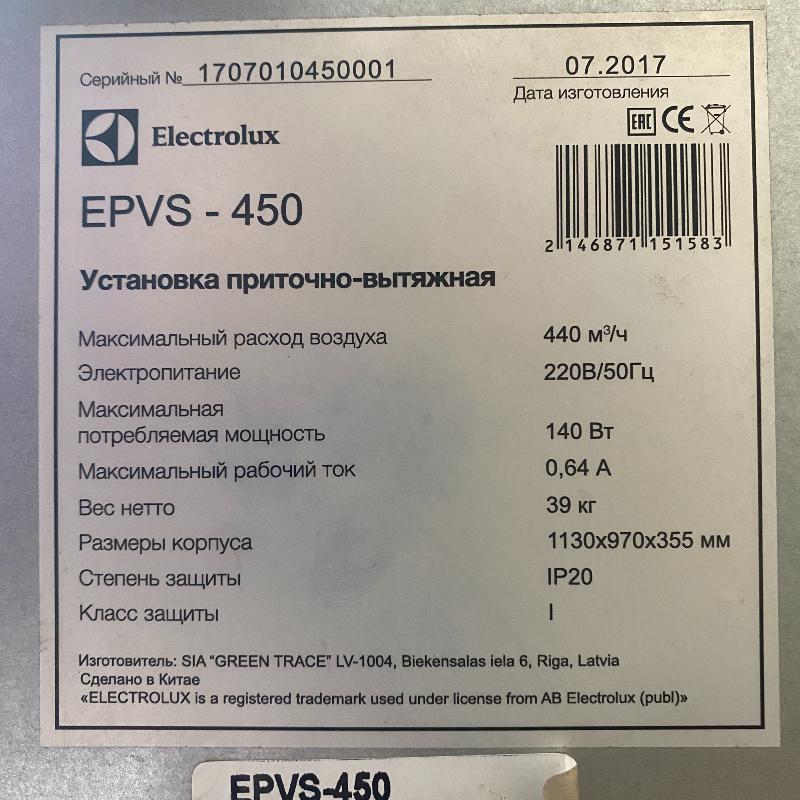 Серийный № 1707010450001
07.2017
Дата изготовления
EAC CE
Electrolux
EPVS - 450
2 146871 151583
Установка приточно-вытяжная
Максимальный расход воздуха 440 м³/ч
Электропитание 220В/50Гц
Максимальная
потребляемая мощность 140 Вт
Максимальный рабочий ток 0,64 А
Вес нетто 39 кг
Размеры корпуса 1130x970x355 мм
Степень защиты IP20
Класс защиты I
Изготовитель: SIA "GREEN TRACE" LV-1004, Biekensalas iela 6, Riga, Latvia
Сделано в Китае
«ELECTROLUX is a registered trademark used under license from AB Electrolux (publ)»
EPVS-450